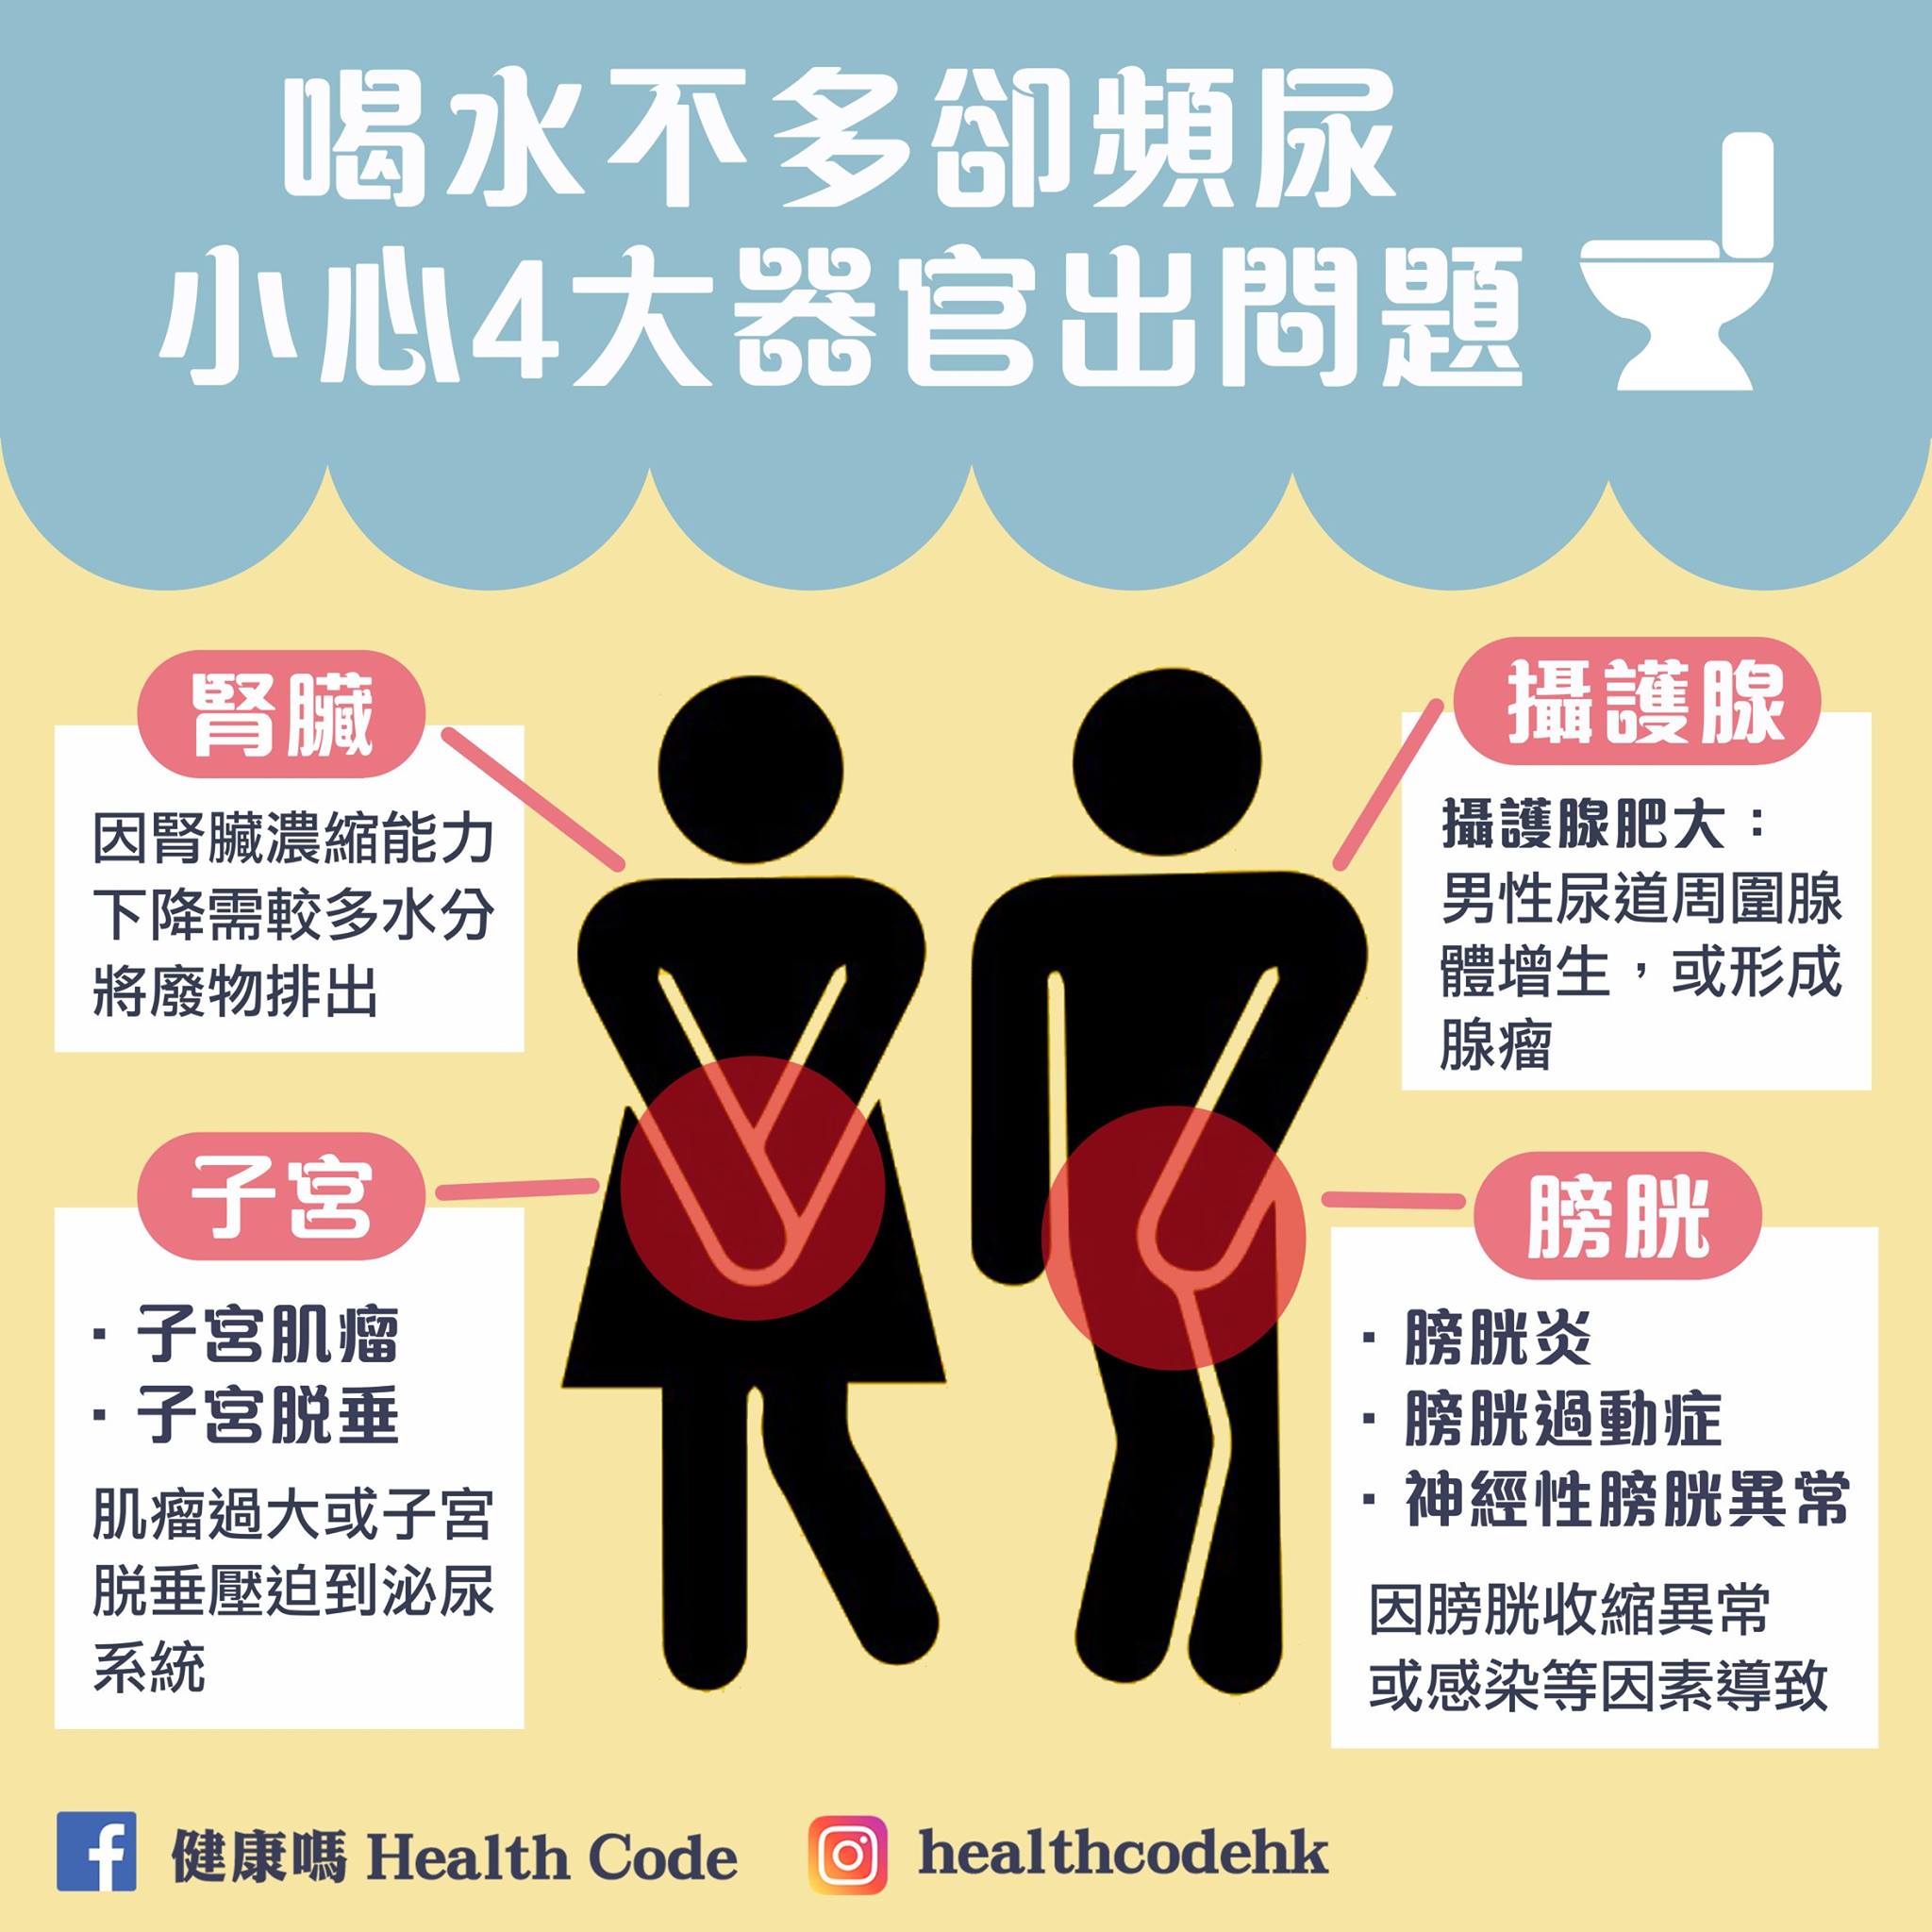 喝水不多卻頻尿
小心4大器官出問題
腎臟
因腎臟濃縮能力
下降需較多水分
將廢物排出
攝護腺
攝護腺肥大：
男性尿道周圍腺
體增生，或形成
腺瘤
子宮
· 子宮肌瘤
· 子宮脱垂
肌瘤過大或子宮
脱垂壓迫到泌尿
系統
膀胱
· 膀胱炎
· 膀胱過動症
· 神經性膀胱異常
因膀胱收縮異常
或感染等因素導致
健康嗎 Health Code
healthcodehk